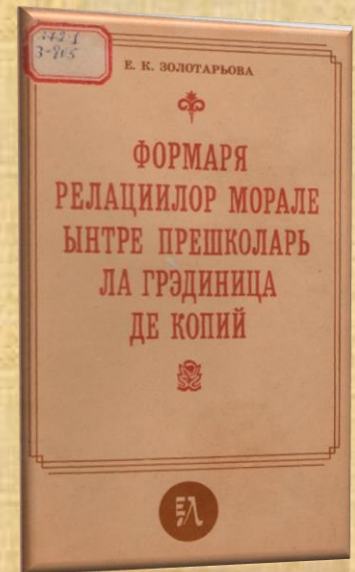 Е. К. ЗОЛОТАРЬОВА
ФОРМАРЯ
РЕЛАЦИИЛОР МОРАЛЕ
ЫНТРЕ ПРЕШКОЛАРЬ
ЛА ГРЭДИНИЦА
ДЕ КОПИЙ